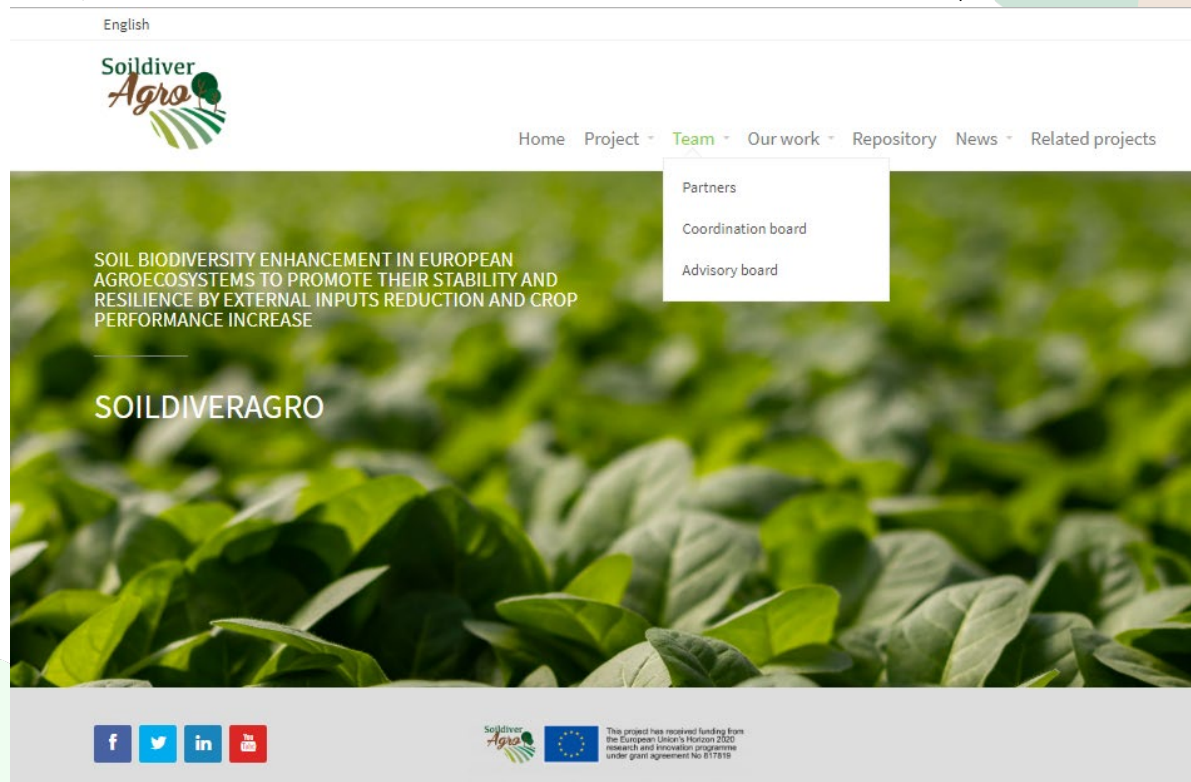 English
Soildiver
Agro
Home Project Team Our work Repository News Related projects
Partners
Coordination board
Advisory board
SOIL BIODIVERSITY ENHANCEMENT IN EUROPEAN
AGROECOSYSTEMS TO PROMOTE THEIR STABILITY AND
RESILIENCE BY EXTERNAL INPUTS REDUCTION AND CROP
PERFORMANCE INCREASE
SOILDIVERAGRO
f in You Tube
Soildiver
Agro
This project has received funding from
the European Union's Horizon 2020
research and innovation programme
under grant agreement No 817819